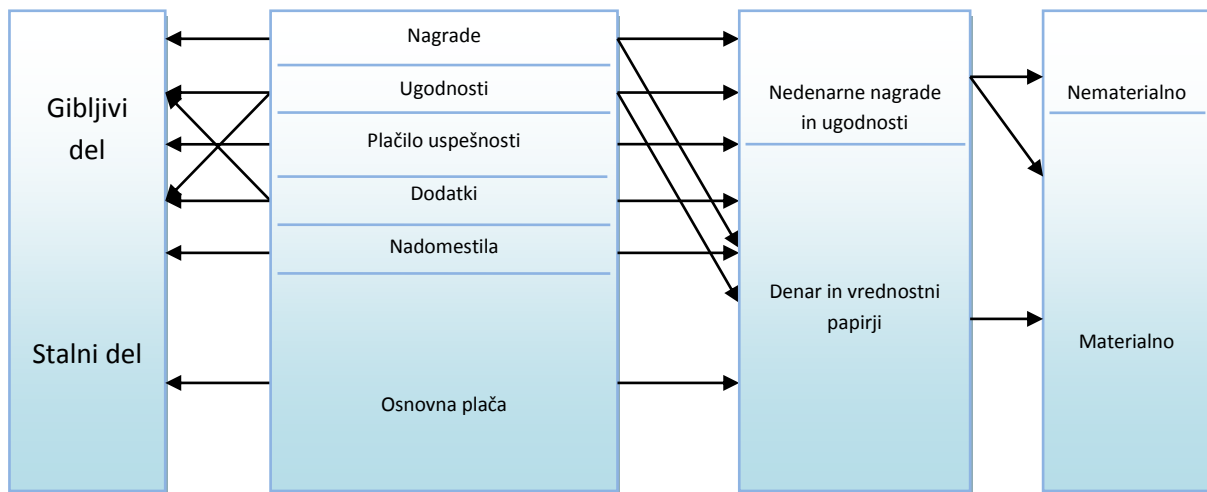 Gibljivi
del
Stalni del
Nagrade
Ugodnosti
Plačilo uspešnosti
Dodatki
Nadomestila
Osnovna plača
Nedenarne nagrade
in ugodnosti
Denar in vrednostni
papirji
Nematerialno
Materialno